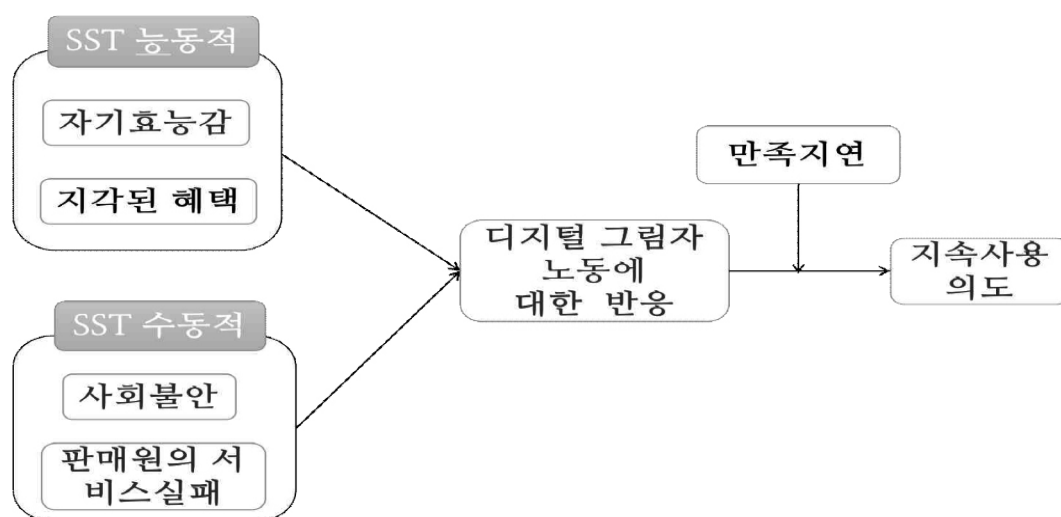 SST 능동적
자기효능감
지각된 혜택
SST 수동적
사회불안
판매원의 서
비스실패
디지털 그림자
노동에
대한 반응
만족지연
지속사용
의도